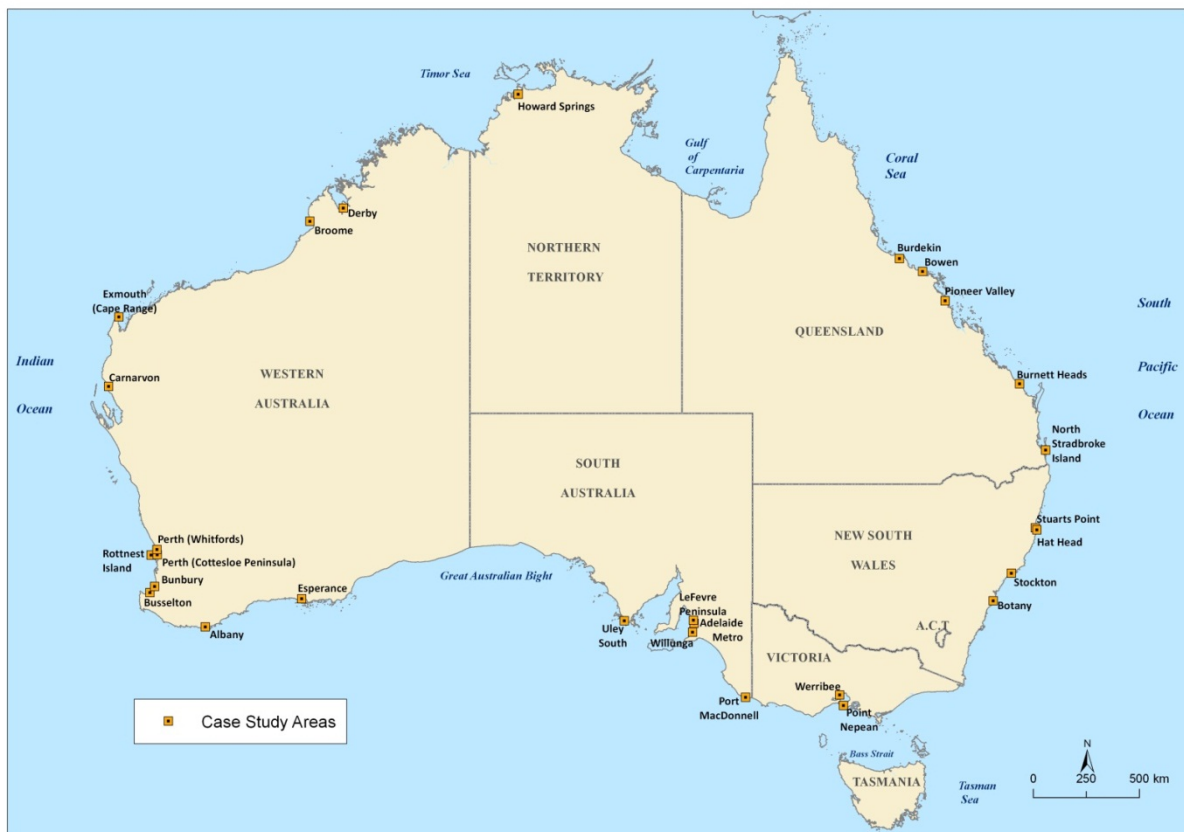 Timor Sea
Howard Springs
Gulf
of
Carpentaria
Coral
Sea
Derby
Broome
NORTHERN
TERRITORY
Burdekin
Bowen
Pioneer Valley
Exmouth
(Cape Range)
South
Pacific
Ocean
QUEENSLAND
Indian
Ocean
Carnarvon
WESTERN
AUSTRALIA
Burnett Heads
North
Stradbroke
Island
SOUTH
AUSTRALIA
Stuarts Point
Hat Head
NEW SOUTH
WALES
Perth (Whitfords)
Rottnest
Island
Perth (Cottesloe Peninsula)
Bunbury
Busselton
Esperance
Albany
Great Australian Bight
Stockton
Botany
LeFevre
Peninsula
Adelaide
Metro
Uley
South
Willunga
A.C.T
VICTORIA
Werribee
Port
MacDonnell
Point
Nepean
Case Study Areas
Bass Strait
TASMANIA
Tasman
Sea
N
0 250 500 km